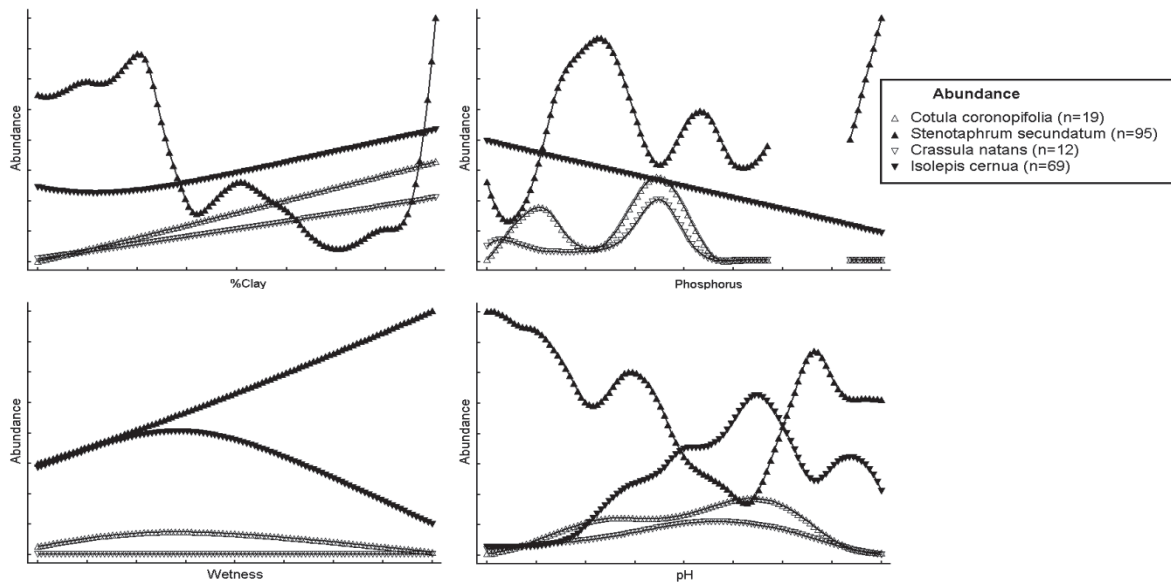 Abundance
%Clay
Abundance
Phosphorus
Abundance
Cotula coronopifolia (n=19)
Stenotaphrum secundatum (n=95)
Crassula natans (n=12)
Isolepis cernua (n=69)
Abundance
Wetness
Abundance
pH